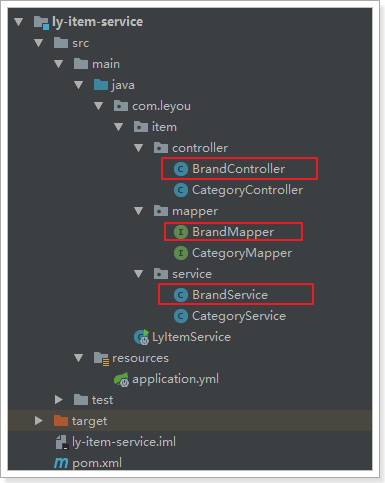 ly-item-service
src
main
java
com.leyou
item
controller
BrandController
CategoryController
mapper
BrandMapper
CategoryMapper
service
BrandService
CategoryService
LyItemService
resources
application.yml
test
target
ly-item-service.iml
pom.xml